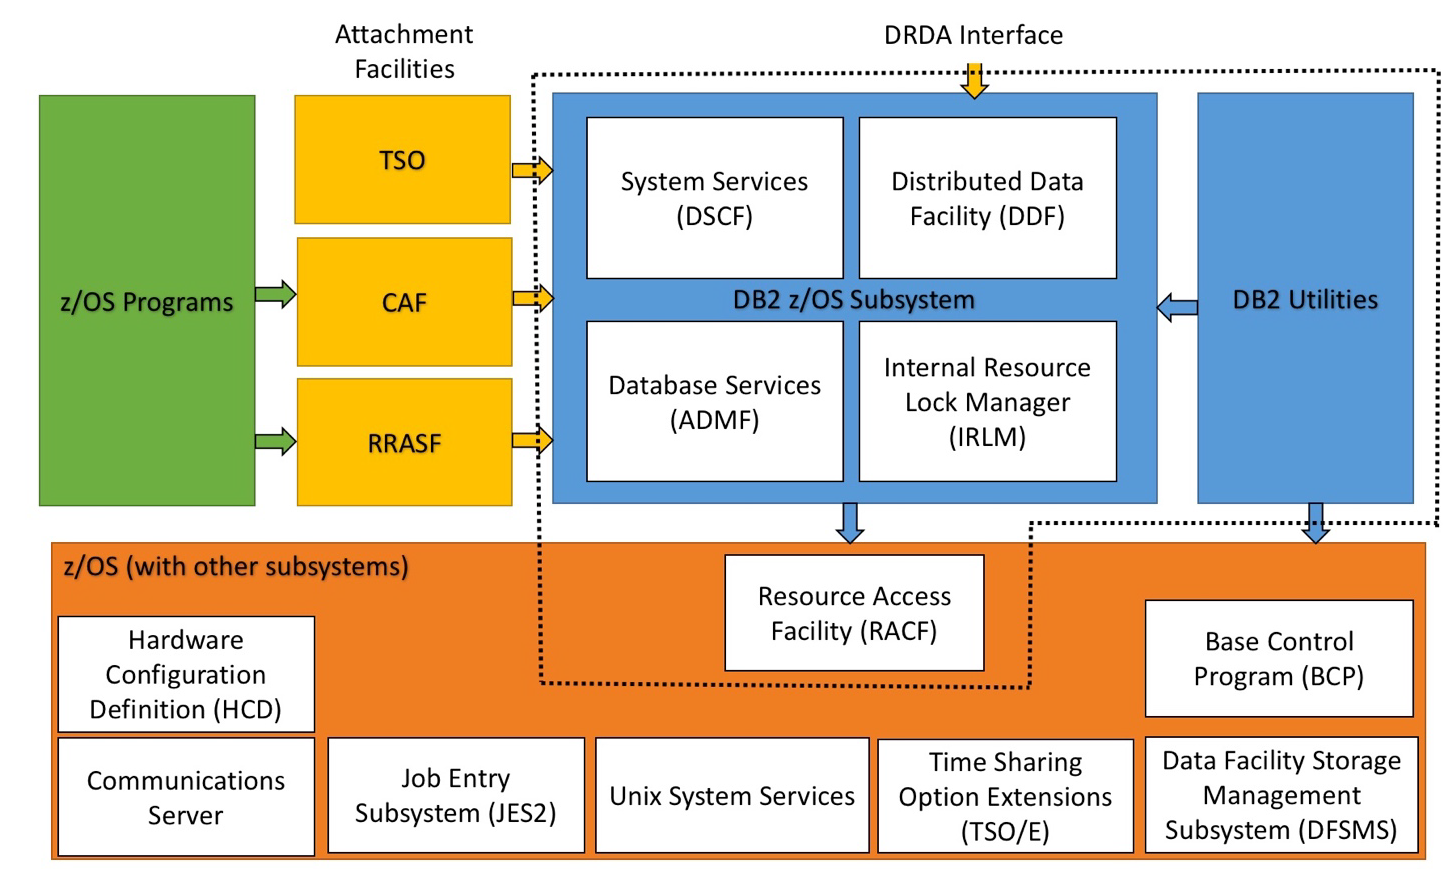 Attachment
Facilities
DRDA Interface
z/OS Programs
TSO
CAF
RRASF
System Services
(DSCF)
Distributed Data
Facility (DDF)
DB2 z/OS Subsystem
Database Services
(ADMF)
Internal Resource
Lock Manager
(IRLM)
DB2 Utilities
z/OS (with other subsystems)
Resource Access
Facility (RACF)
Hardware
Configuration
Definition (HCD)
Base Control
Program (BCP)
Communications
Server
Job Entry
Subsystem (JES2)
Unix System Services
Time Sharing
Option Extensions
(TSO/E)
Data Facility Storage
Management
Subsystem (DFSMS)